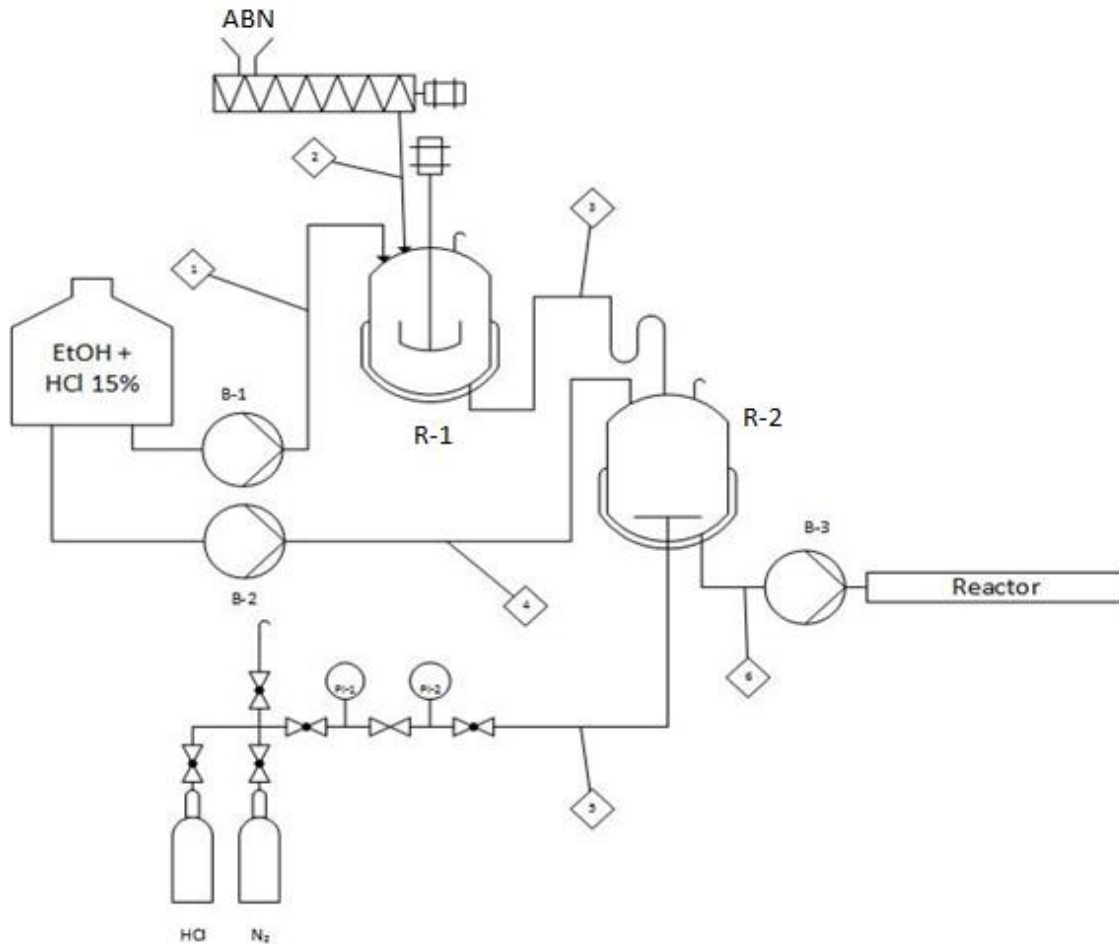 ABN
2
3
1
EtOH +
HCl 15%
B-1
R-1
R-2
B-3
Reactor
B-2
4
6
PI-1
PI-2
5
HCl
N₂